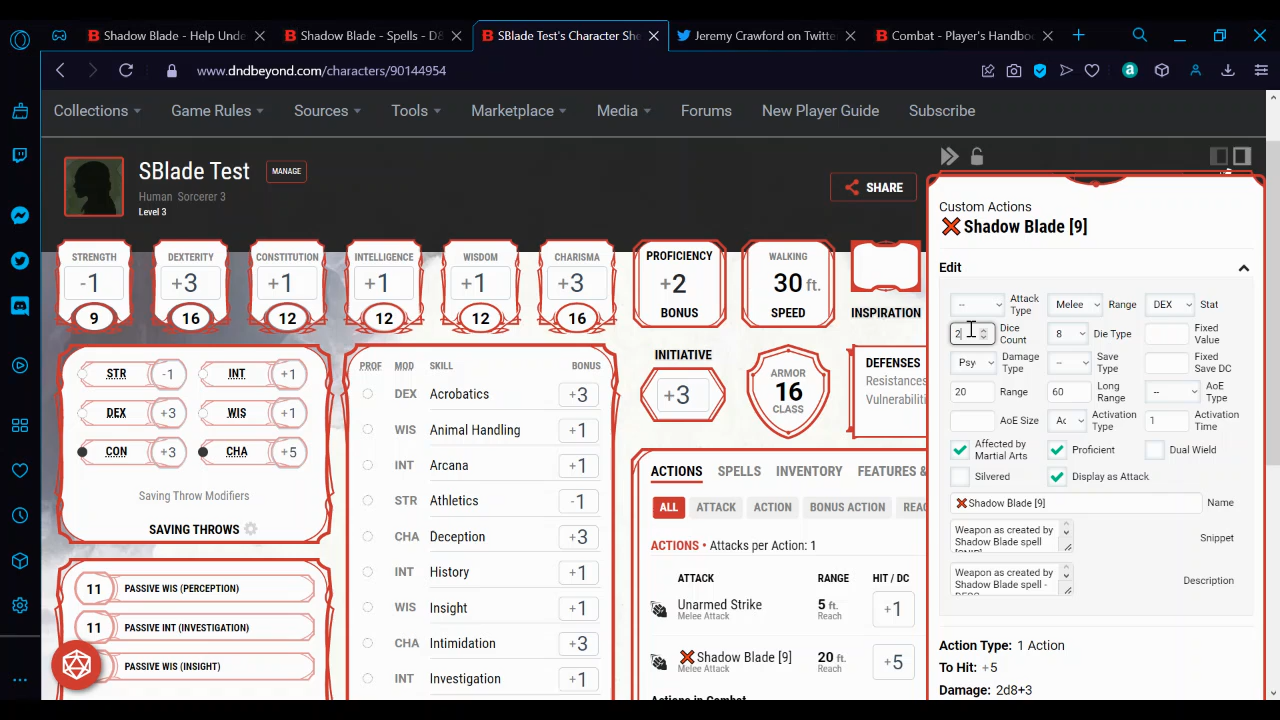 Shadow Blade - Help Unde
Shadow Blade - Spells - D&
SBlade Test's Character She
Jeremy Crawford on Twitte
Combat - Player's Handboo
www.dndbeyond.com/characters/90144954
Collections
Game Rules
Sources
Tools
Marketplace
Media
Forums
New Player Guide
Subscribe
SBlade Test
MANAGE
Human Sorcerer 3
Level 3
SHARE
STRENGTH
-1
9
DEXTERITY
+3
16
CONSTITUTION
+1
12
INTELLIGENCE
+1
12
WISDOM
+1
12
CHARISMA
+3
16
PROFICIENCY
+2
BONUS
WALKING
30 ft.
SPEED
INSPIRATION
STR -1
INT +1
DEX +3
WIS +1
CON +3
CHA +5
Saving Throw Modifiers
SAVING THROWS
11 PASSIVE WIS (PERCEPTION)
11 PASSIVE INT (INVESTIGATION)
11 PASSIVE WIS (INSIGHT)
PROF MOD SKILL BONUS
DEX Acrobatics +3
WIS Animal Handling +1
INT Arcana +1
STR Athletics -1
CHA Deception +3
INT History +1
WIS Insight +1
CHA Intimidation +3
INT Investigation +1
INITIATIVE
+3
ARMOR
16
CLASS
DEFENSES
Resistances
Vulnerabiliti
ACTIONS SPELLS INVENTORY FEATURES &
ALL ATTACK ACTION BONUS ACTION REAC
ACTIONS • Attacks per Action: 1
ATTACK RANGE HIT / DC
Unarmed Strike 5 ft. +1
Melee Attack Reach
Shadow Blade [9] 20 ft. +5
Melee Attack Reach
Actions in Combat
Custom Actions
Shadow Blade [9]
Edit
-- Attack Type
Melee Range
DEX Stat
2 Dice Count
8 Die Type
Fixed Value
Psy Damage Type
-- Save Type
Fixed Save DC
20 Range
60 Long Range
-- AoE Type
AoE Size
Ac Activation Type
1 Activation Time
Affected by Martial Arts
Proficient
Dual Wield
Silvered
Display as Attack
Shadow Blade [9] Name
Weapon as created by
Shadow Blade spell
Snippet
Weapon as created by
Shadow Blade spell -
Description
Action Type: 1 Action
To Hit: +5
Damage: 2d8+3